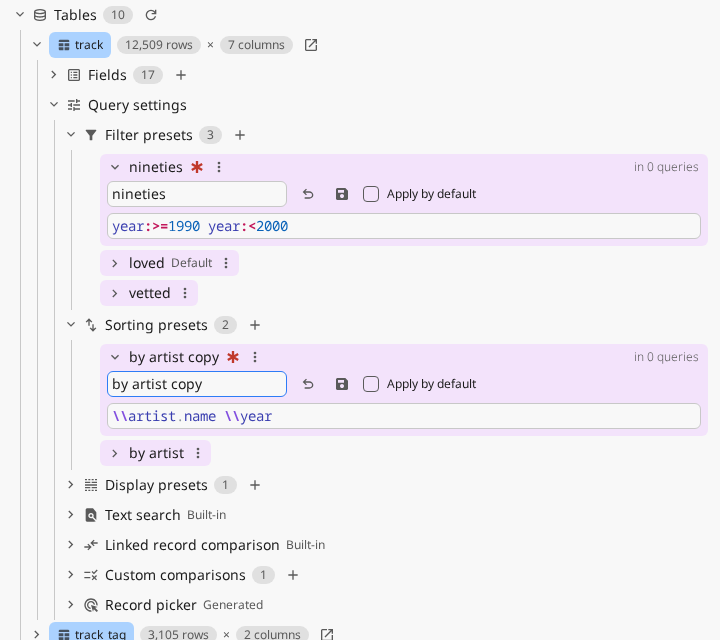 Tables 10
track 12,509 rows × 7 columns
Fields 17 +
Query settings
Filter presets 3 +
nineties * in 0 queries
nineties Apply by default
year:>=1990 year:<2000
loved Default
vetted
Sorting presets 2 +
by artist copy * in 0 queries
by artist copy Apply by default
\\artist.name \\year
by artist
Display presets 1 +
Text search Built-in
Linked record comparison Built-in
Custom comparisons 1 +
Record picker Generated
track_tag 3,105 rows × 2 columns